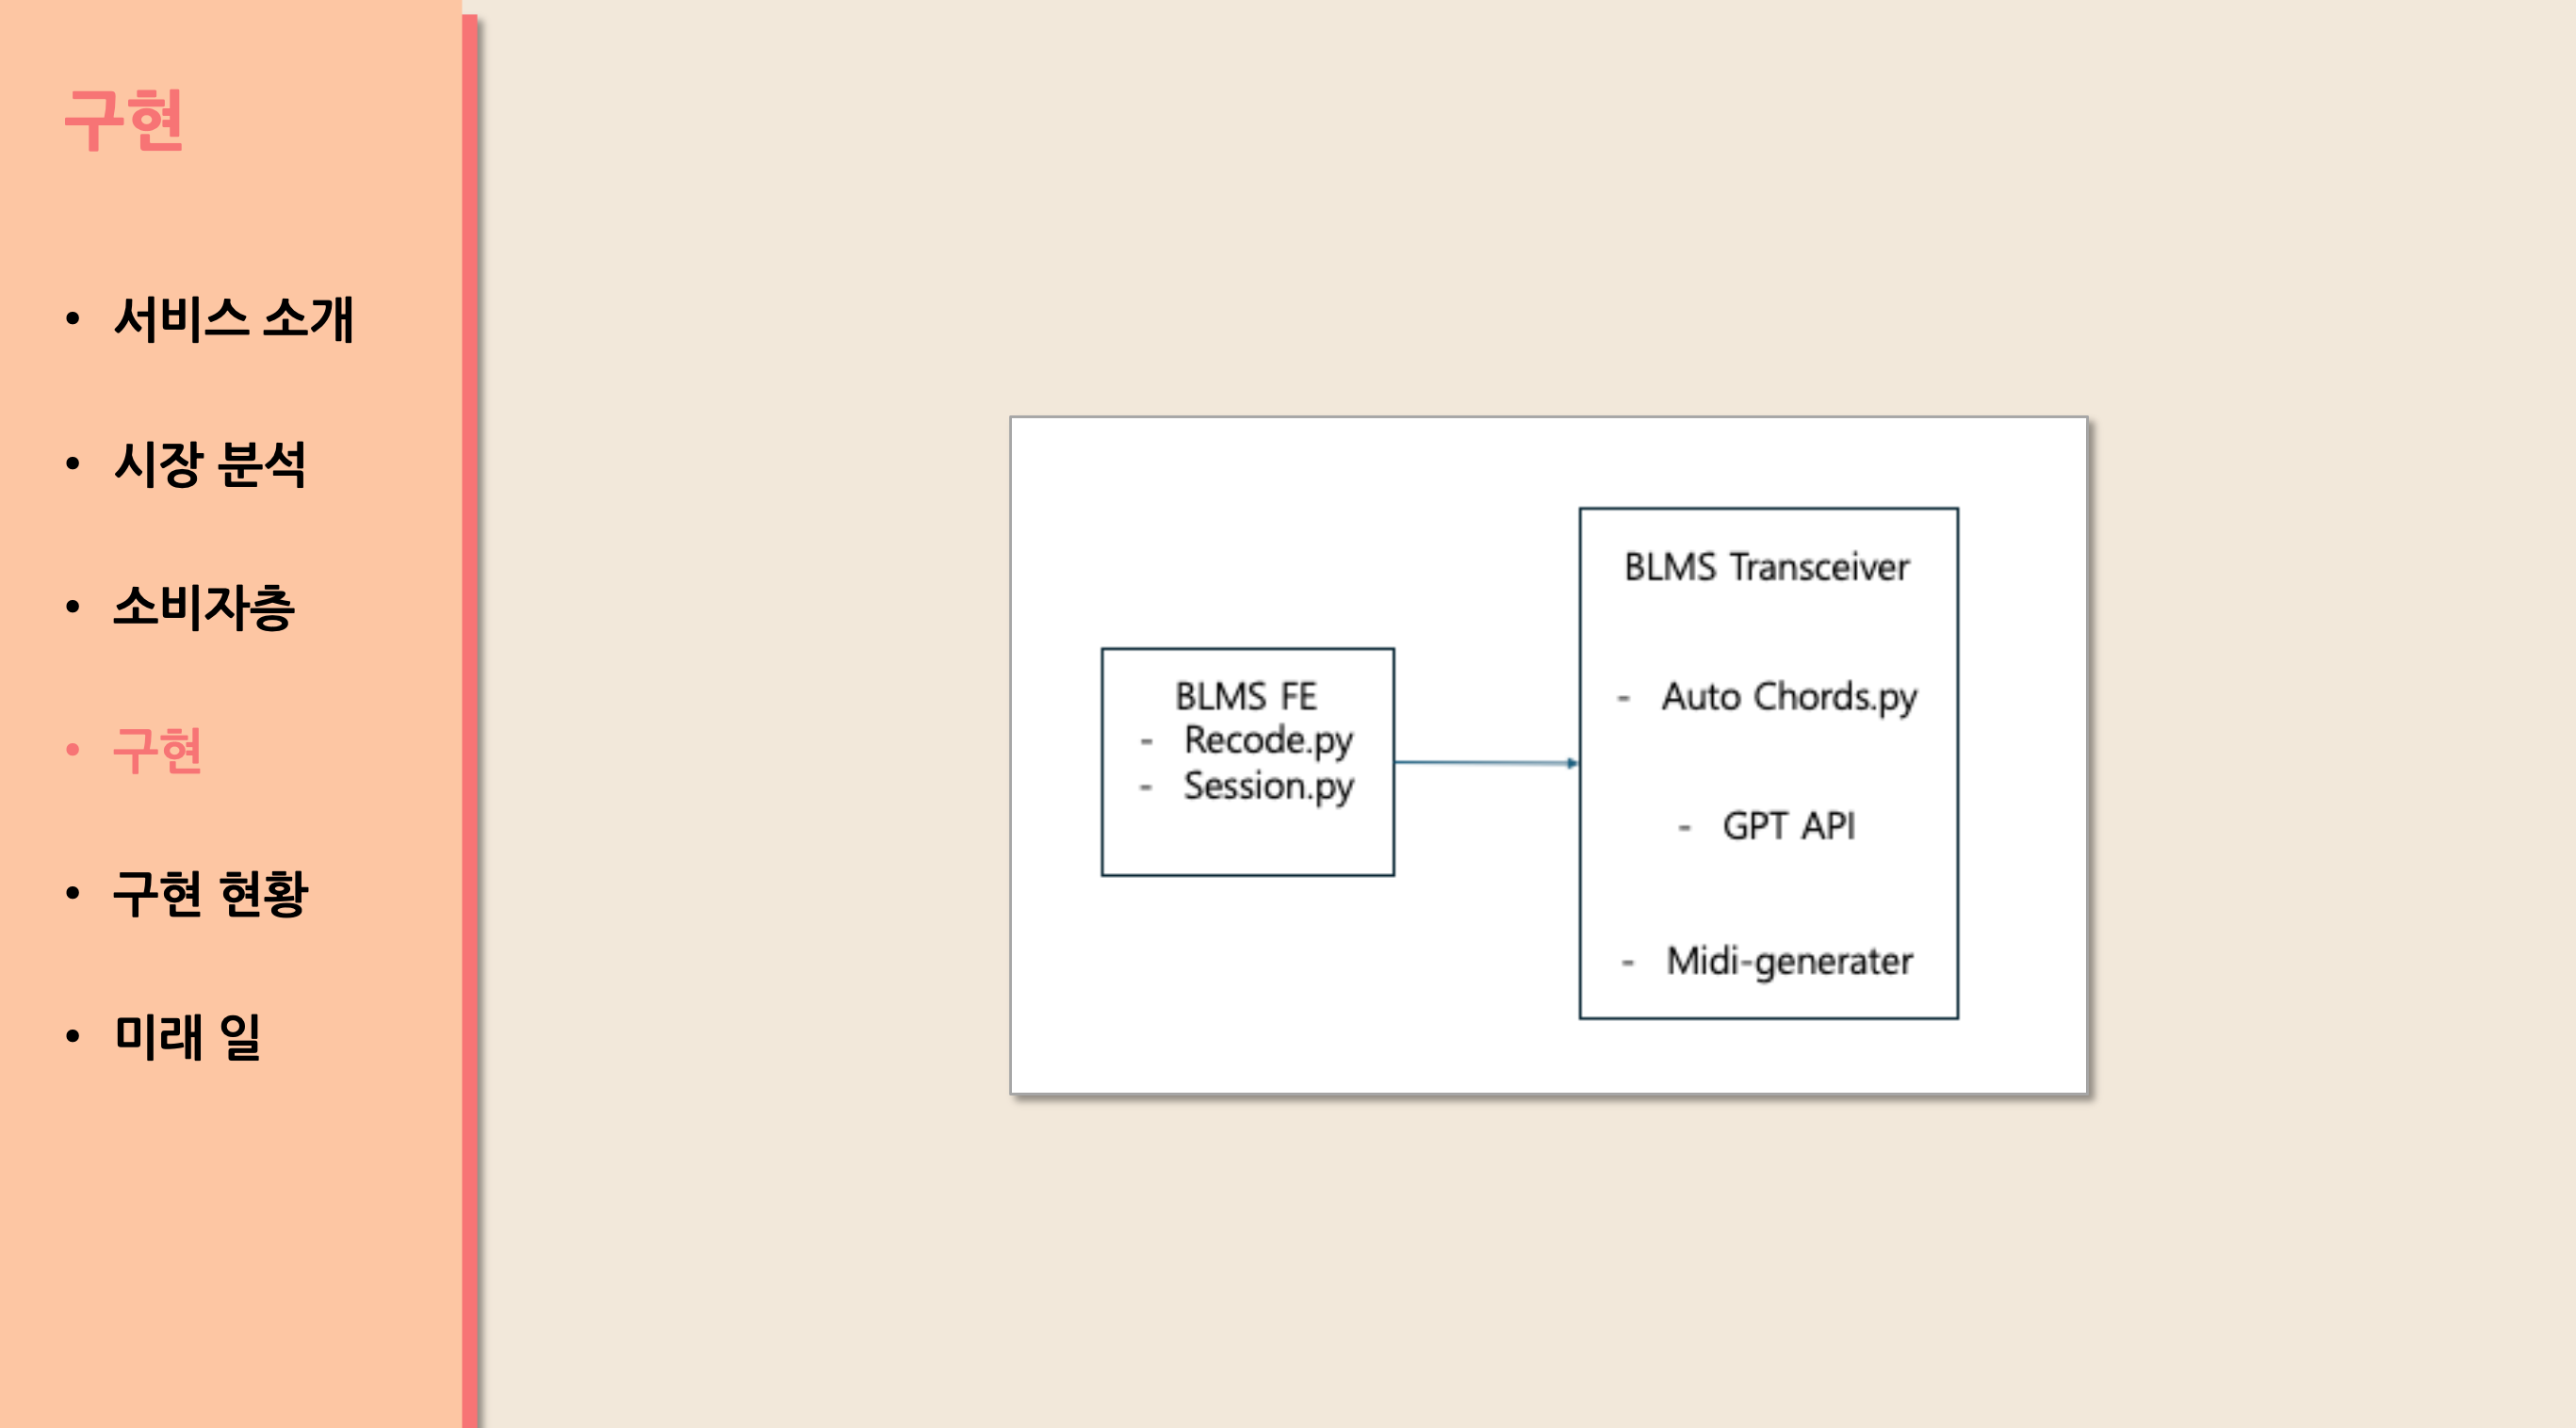 구현
• 서비스 소개
• 시장 분석
• 소비자층
• 구현
• 구현 현황
• 미래 일
BLMS FE
- Recode.py
- Session.py
BLMS Transceiver
- Auto Chords.py
- GPT API
- Midi-generater